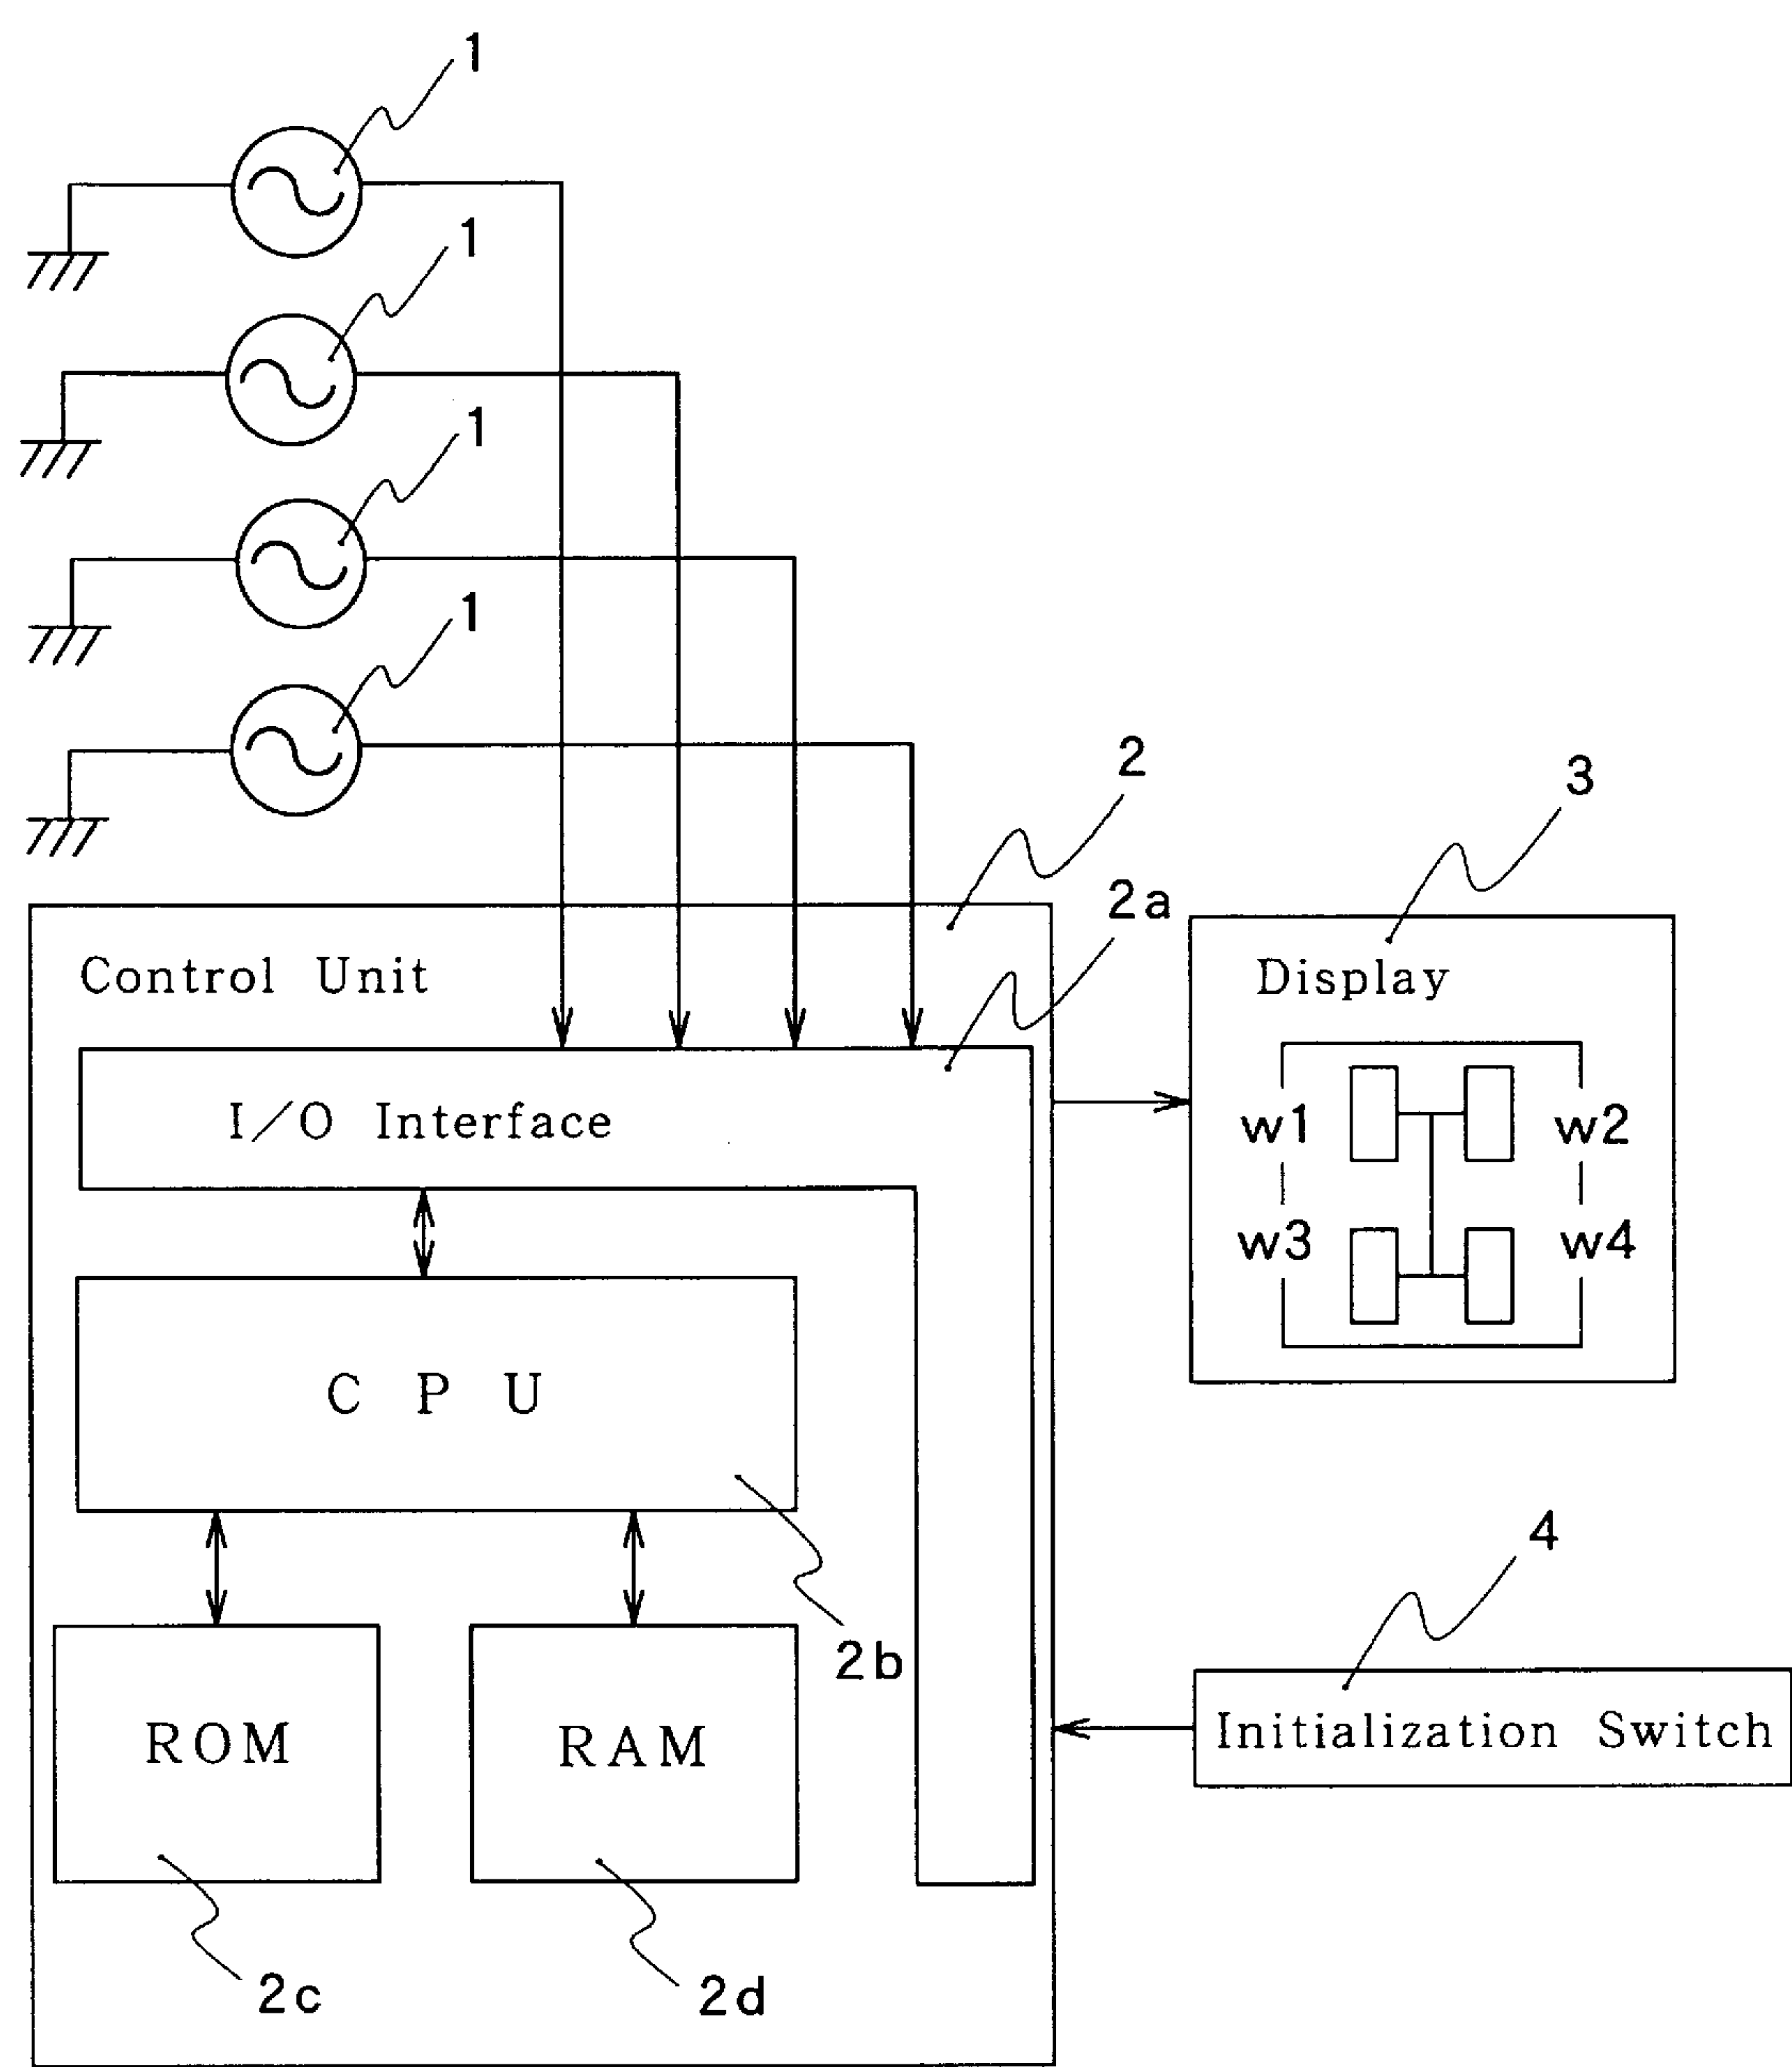 1
1
1
1
2
3
2a
Control Unit
Display
I/O Interface
w1
w2
w3
w4
CPU
4
2b
ROM
RAM
Initialization Switch
2c
2d